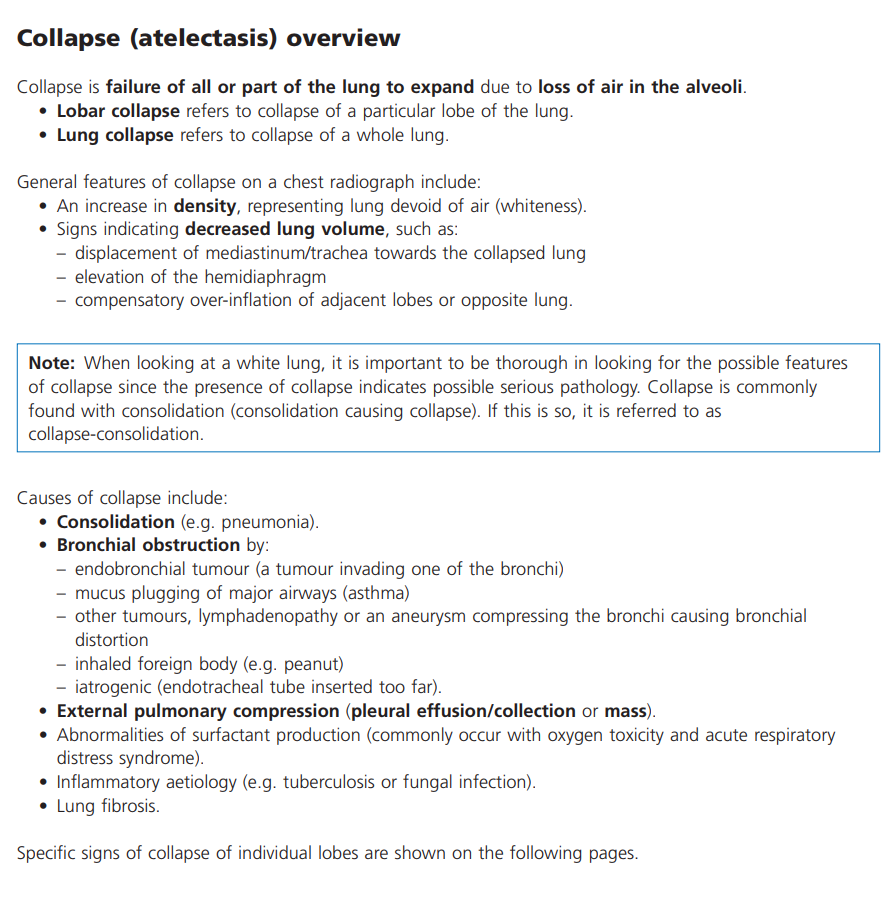 Collapse (atelectasis) overview
Collapse is failure of all or part of the lung to expand due to loss of air in the alveoli.
• Lobar collapse refers to collapse of a particular lobe of the lung.
• Lung collapse refers to collapse of a whole lung.
General features of collapse on a chest radiograph include:
• An increase in density, representing lung devoid of air (whiteness).
• Signs indicating decreased lung volume, such as:
– displacement of mediastinum/trachea towards the collapsed lung
– elevation of the hemidiaphragm
– compensatory over-inflation of adjacent lobes or opposite lung.
Note: When looking at a white lung, it is important to be thorough in looking for the possible features
of collapse since the presence of collapse indicates possible serious pathology. Collapse is commonly
found with consolidation (consolidation causing collapse). If this is so, it is referred to as
collapse-consolidation.
Causes of collapse include:
• Consolidation (e.g. pneumonia).
• Bronchial obstruction by:
– endobronchial tumour (a tumour invading one of the bronchi)
– mucus plugging of major airways (asthma)
– other tumours, lymphadenopathy or an aneurysm compressing the bronchi causing bronchial
distortion
– inhaled foreign body (e.g. peanut)
– iatrogenic (endotracheal tube inserted too far).
• External pulmonary compression (pleural effusion/collection or mass).
• Abnormalities of surfactant production (commonly occur with oxygen toxicity and acute respiratory
distress syndrome).
• Inflammatory aetiology (e.g. tuberculosis or fungal infection).
• Lung fibrosis.
Specific signs of collapse of individual lobes are shown on the following pages.